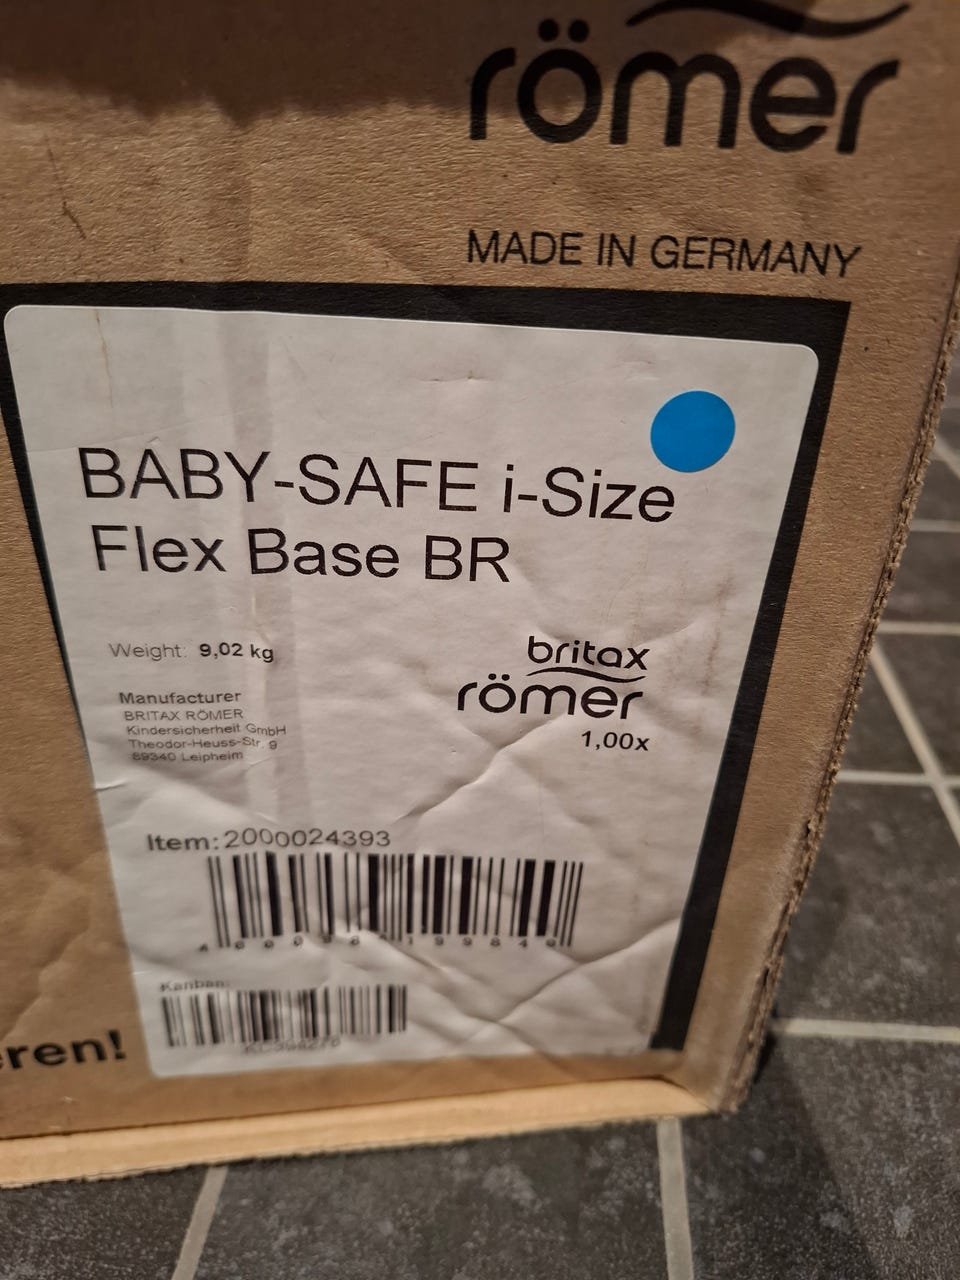 römer
MADE IN GERMANY
BABY-SAFE i-Size
Flex Base BR
Weight: 9,02 kg
britax
römer
1,00x
Manufacturer
BRITAX RÖMER
Kindersicherheit GmbH
Theodor-Heuss-Str. 9
89340 Leipheim
Item: 2000024393
Kanban:
eren!